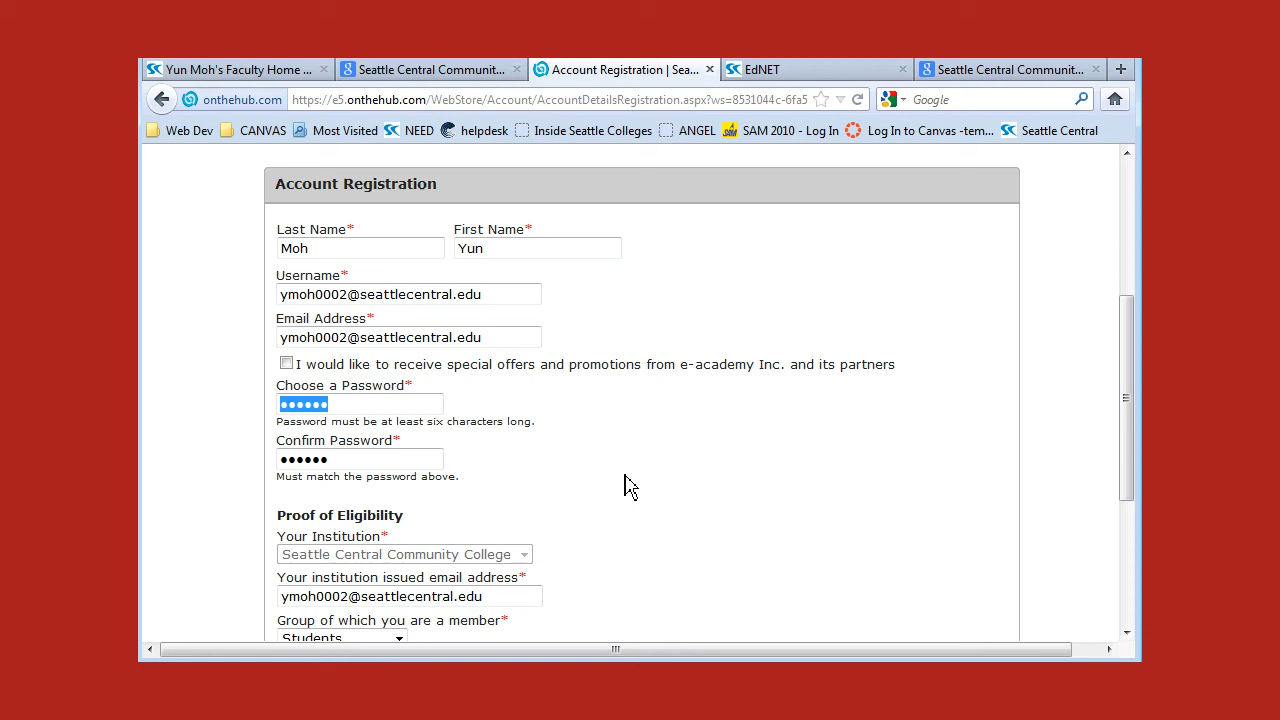 Yun Moh's Faculty Home ...
Seattle Central Communit...
Account Registration | Sea...
EdNET
Seattle Central Communit...
onthehub.com
https://e5.onthehub.com/WebStore/Account/AccountDetailsRegistration.aspx?ws=8531044c-6fa5
Google
Web Dev
CANVAS
Most Visited
NEED
helpdesk
Inside Seattle Colleges
ANGEL
SAM 2010 - Log In
Log In to Canvas -tem...
Seattle Central
Account Registration
Last Name* First Name*
Moh Yun
Username*
ymoh0002@seattlecentral.edu
Email Address*
ymoh0002@seattlecentral.edu
I would like to receive special offers and promotions from e-academy Inc. and its partners
Choose a Password*
••••••
Password must be at least six characters long.
Confirm Password*
••••••
Must match the password above.
Proof of Eligibility
Your Institution*
Seattle Central Community College
Your institution issued email address*
ymoh0002@seattlecentral.edu
Group of which you are a member*
Students